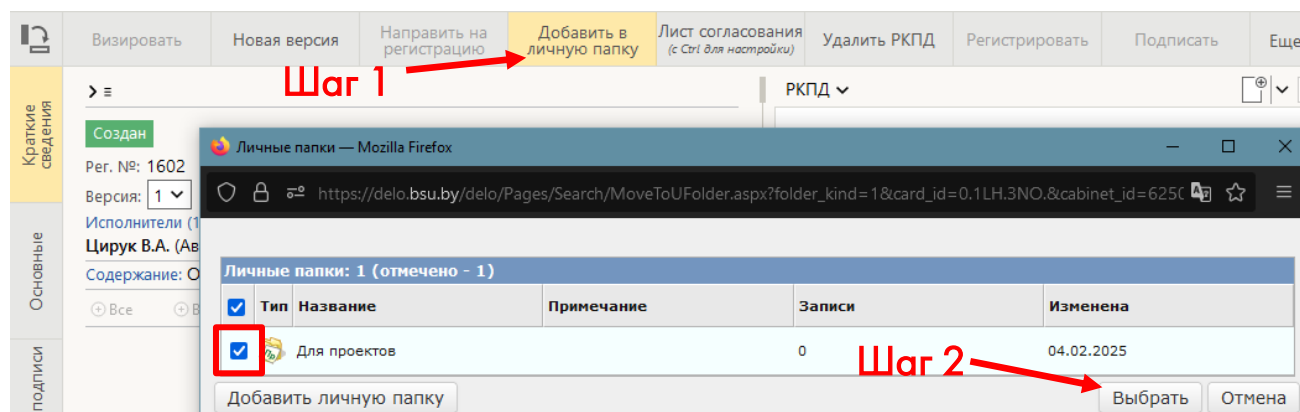 Визировать
Новая версия
Направить на
регистрацию
Добавить в
личную папку
Лист согласования
(с Ctrl для настройки)
Удалить РКПД
Регистрировать
Подписать
Еще
Шаг 1
Краткие
сведения
РКПД
Создан
Рег. №: 1602
Версия: 1
Исполнители (1
Цирук В.А. (Ав
Содержание: О
Все
В
Основные
подписи
Личные папки — Mozilla Firefox
https://delo.bsu.by/delo/Pages/Search/MoveToUFolder.aspx?folder_kind=1&card_id=0.1LH.3NO.&cabinet_id=6250
Личные папки: 1 (отмечено - 1)
Тип Название Примечание Записи Изменена
Для проектов 0 04.02.2025
Шаг 2
Добавить личную папку
Выбрать
Отмена